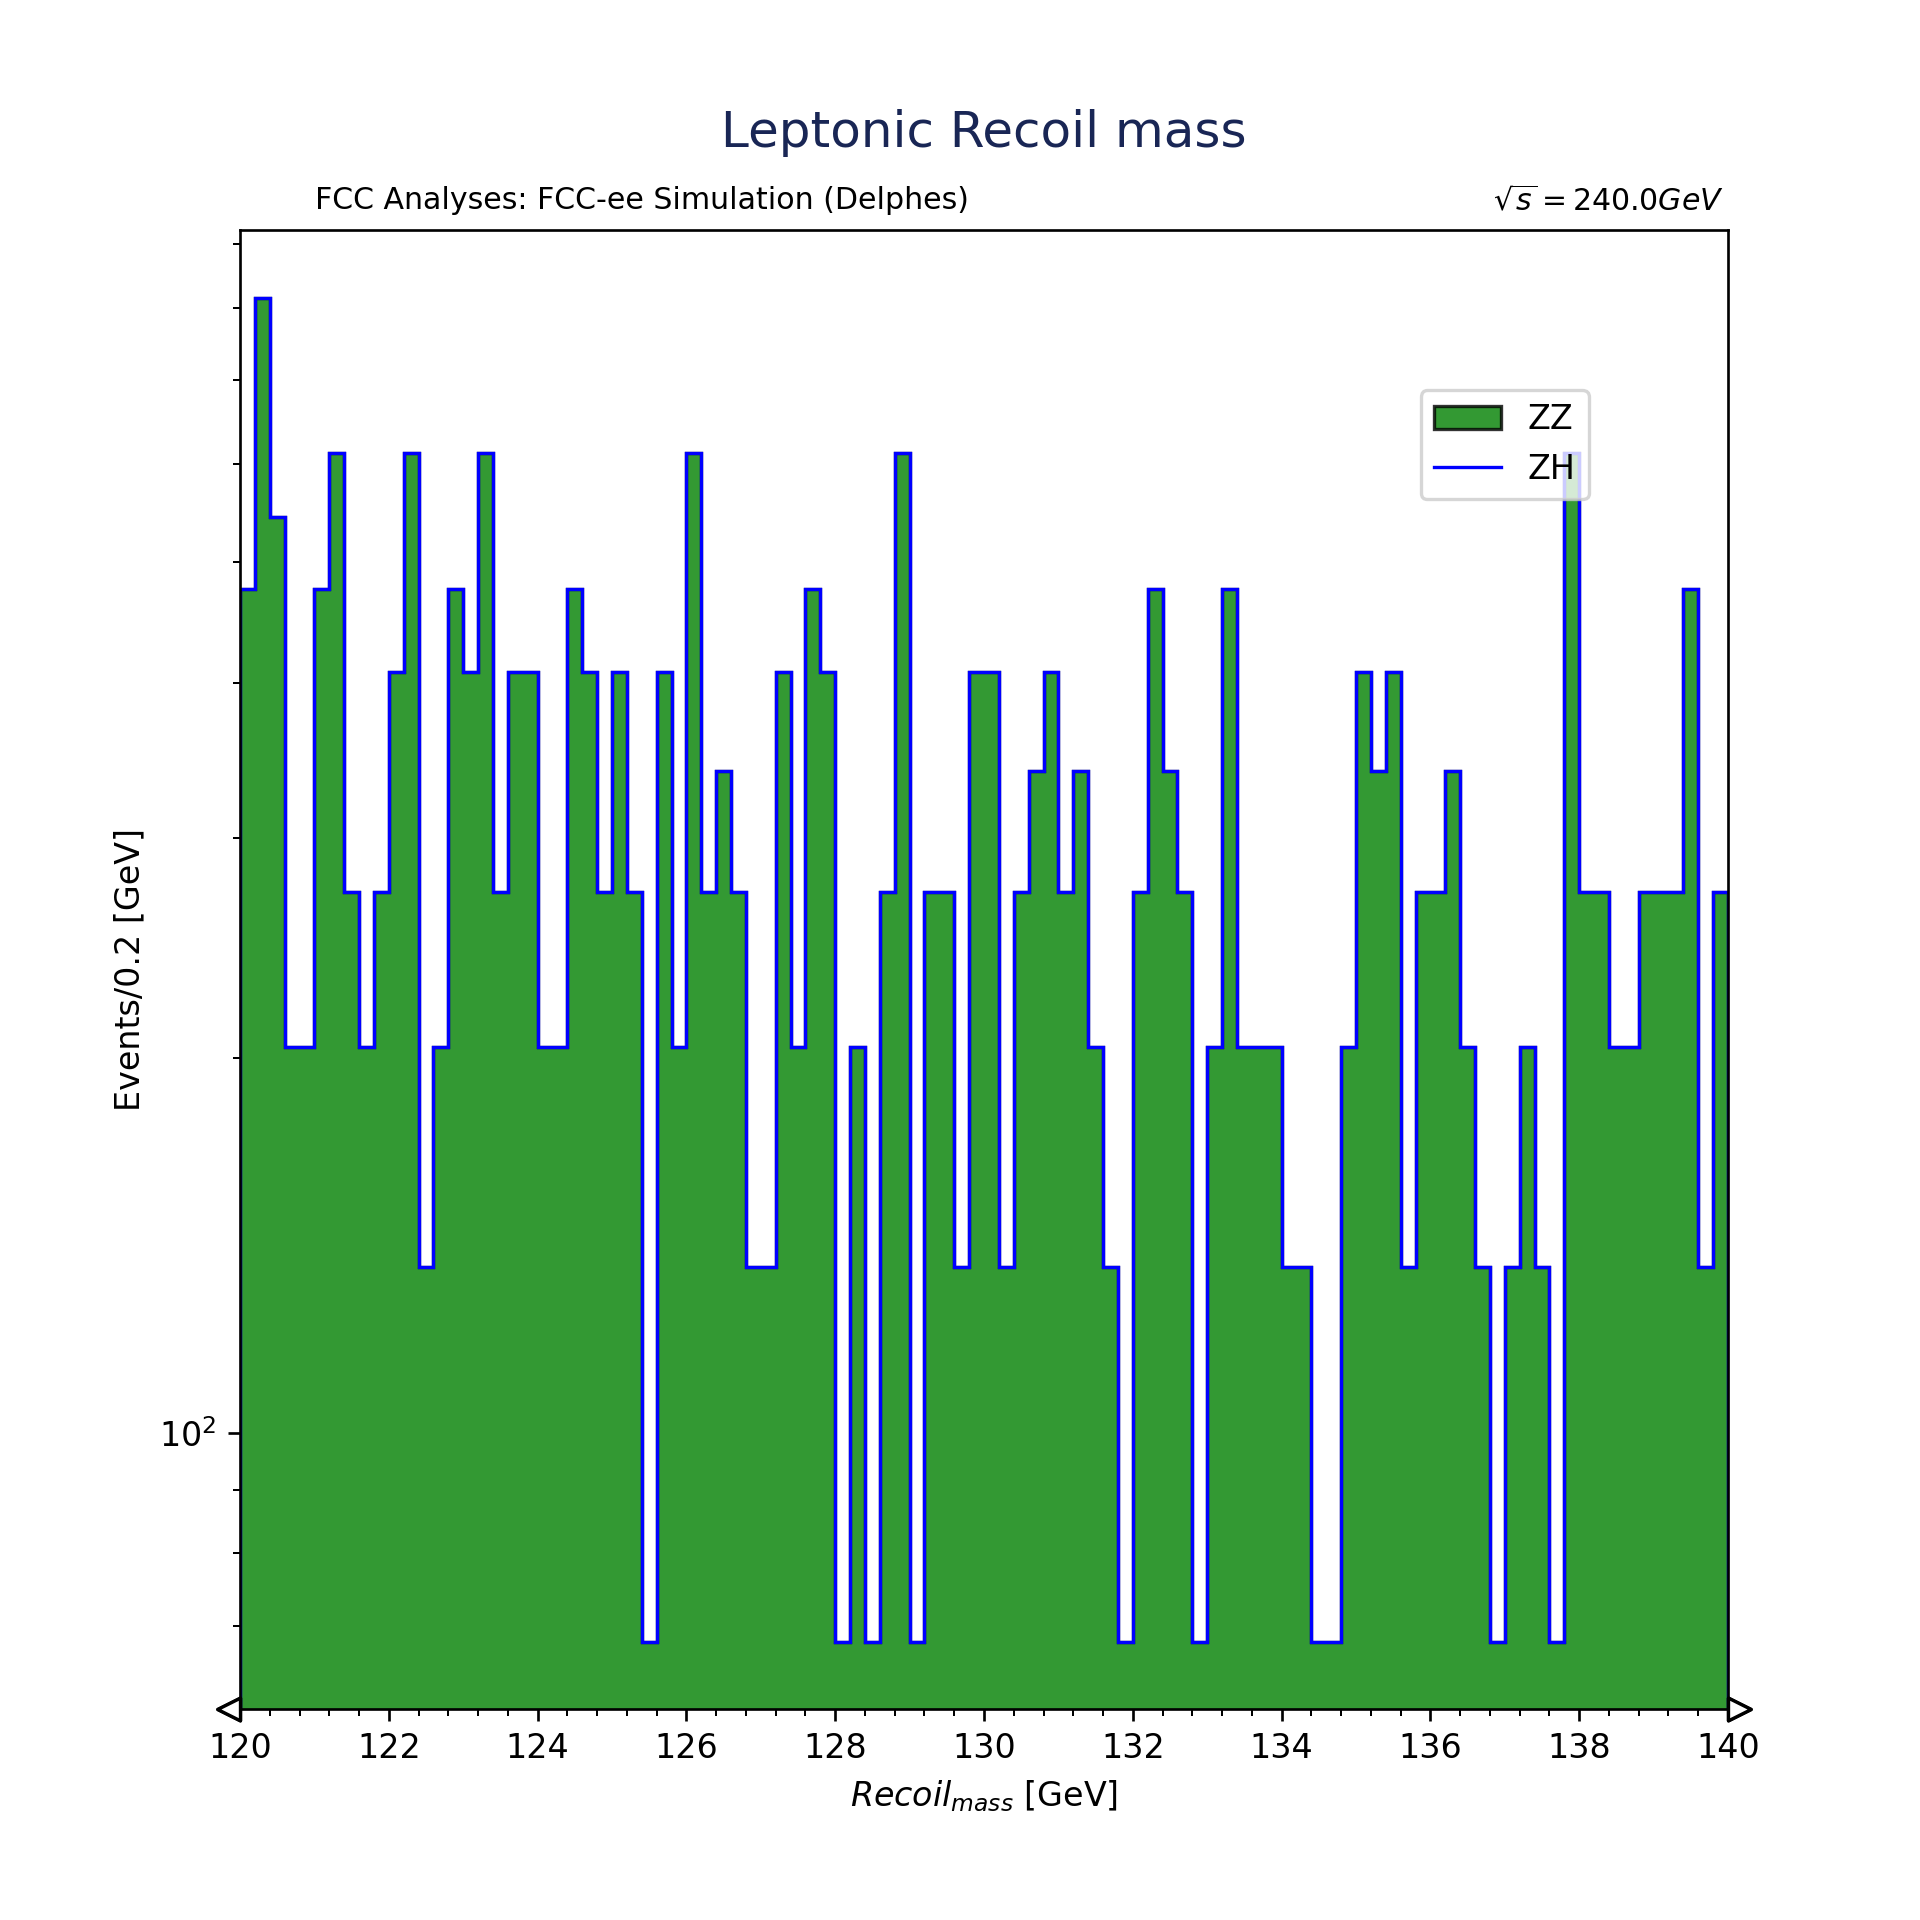 Leptonic Recoil mass
FCC Analyses: FCC-ee Simulation (Delphes)
√s = 240.0GeV
ZZ
ZH
Events/0.2 [GeV]
10²
120 122 124 126 128 130 132 134 136 138 140
Recoil_mass [GeV]